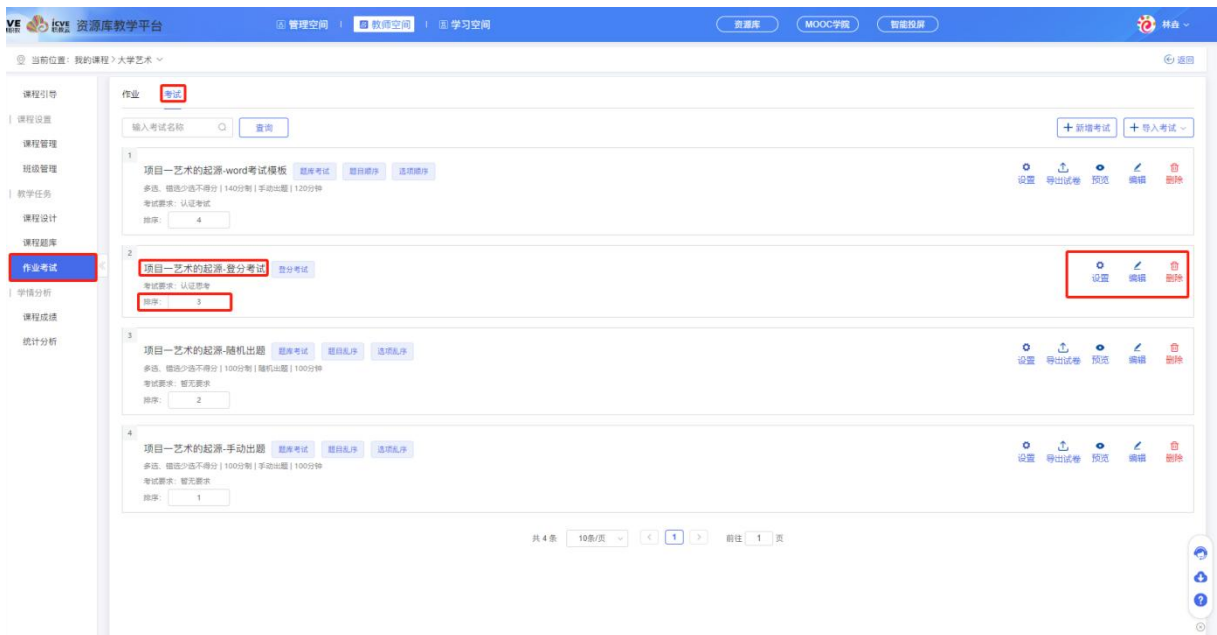 icve 资源库教学平台 管理空间 教师空间 学习空间 资源库 MOOC学院 智能投屏
当前位置: 我的课程 > 大学艺术 返回
课程引导
课程设置
课程管理
班级管理
教学任务
课程设计
课程题库
作业考试
学情分析
课程成绩
统计分析
作业 考试
输入考试名称 查询 + 新增考试 + 导入考试
1
项目一艺术的起源-word考试模板 题库考试 题目顺序 选项顺序
多选、错选少选不得分 | 140分制 | 手动出题 | 120分钟
考试要求: 认证考试
排序: 4
设置 导出试卷 预览 编辑 删除
2
项目一艺术的起源-登分考试 登分考试
考试要求: 认证思考
排序: 3
设置 编辑 删除
3
项目一艺术的起源-随机出题 题库考试 题目乱序 选项乱序
多选、错选少选不得分 | 100分制 | 随机出题 | 100分钟
考试要求: 暂无要求
排序: 2
设置 导出试卷 预览 编辑 删除
4
项目一艺术的起源-手动出题 题库考试 题目乱序 选项乱序
多选、错选少选不得分 | 100分制 | 手动出题 | 100分钟
考试要求: 暂无要求
排序: 1
设置 导出试卷 预览 编辑 删除
共 4 条 10条/页 1 前往 1 页